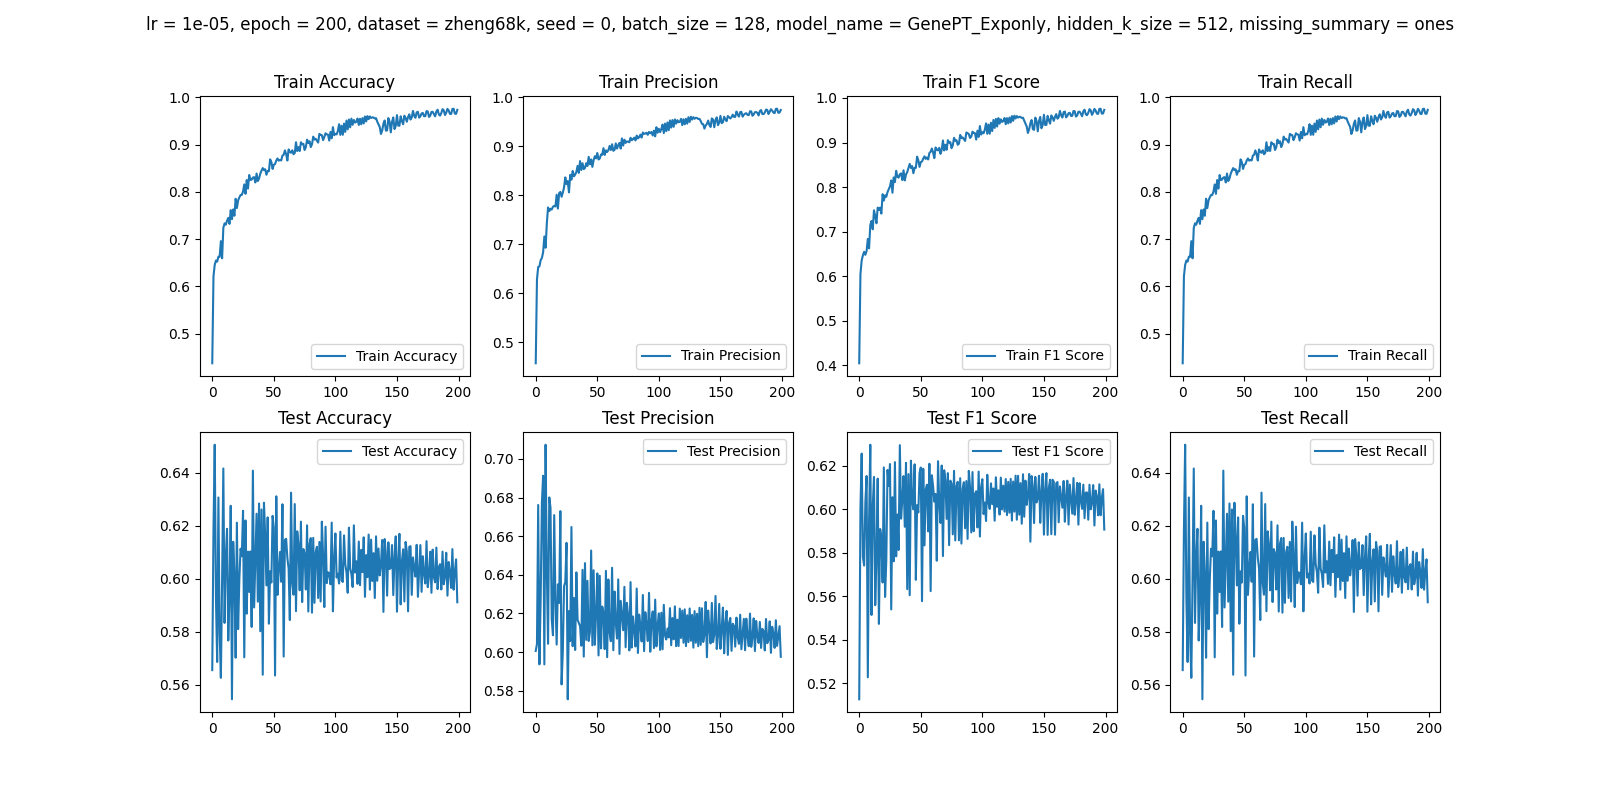 lr = 1e-05, epoch = 200, dataset = zheng68k, seed = 0, batch_size = 128, model_name = GenePT_Exponly, hidden_k_size = 512, missing_summary = ones
Train Accuracy
1.0
0.9
0.8
0.7
0.6
0.5
0 50 100 150 200
Train Accuracy
Train Precision
1.0
0.9
0.8
0.7
0.6
0.5
0 50 100 150 200
Train Precision
Train F1 Score
1.0
0.9
0.8
0.7
0.6
0.5
0.4
0 50 100 150 200
Train F1 Score
Train Recall
1.0
0.9
0.8
0.7
0.6
0.5
0 50 100 150 200
Train Recall
Test Accuracy
Test Accuracy
0.64
0.62
0.60
0.58
0.56
0 50 100 150 200
Test Precision
Test Precision
0.70
0.68
0.66
0.64
0.62
0.60
0.58
0 50 100 150 200
Test F1 Score
Test F1 Score
0.62
0.60
0.58
0.56
0.54
0.52
0 50 100 150 200
Test Recall
Test Recall
0.64
0.62
0.60
0.58
0.56
0 50 100 150 200